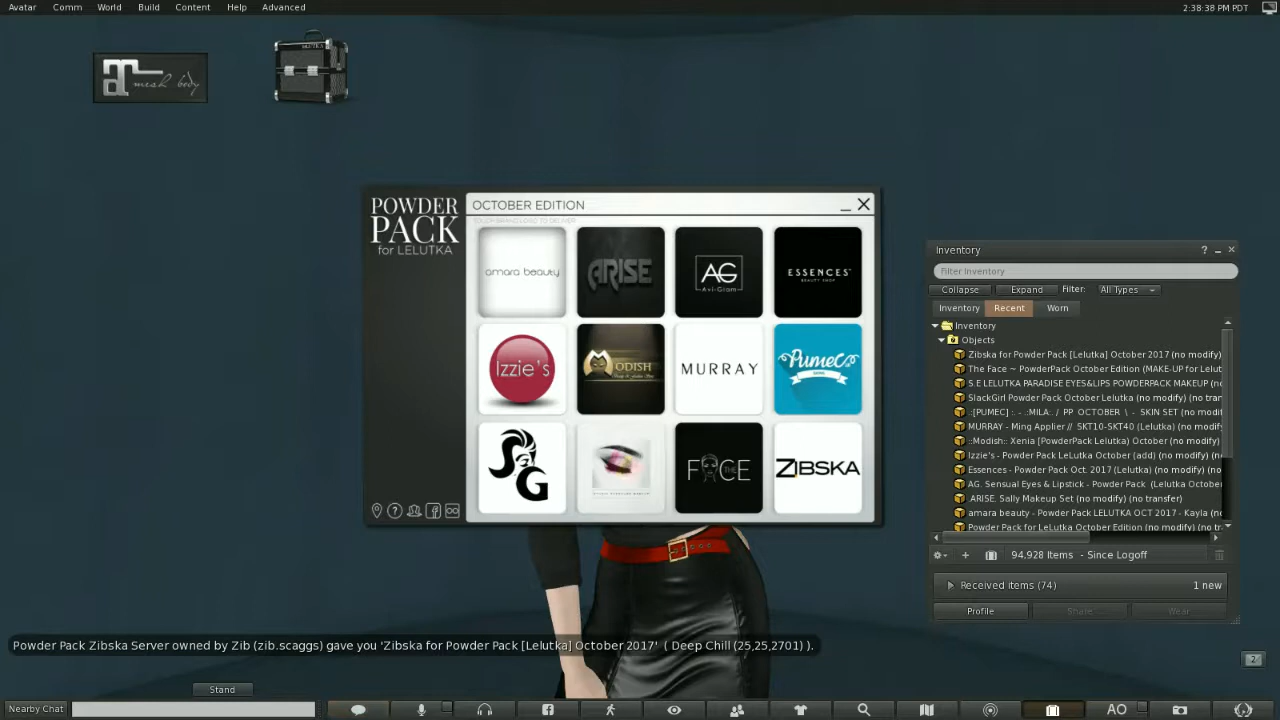 Avatar Comm World Build Content Help Advanced
2:38:38 PM PDT
mesh body
POWDER
PACK
for LELUTKA
OCTOBER EDITION
amara beauty
ARISE
AG
Avi-Glam
ESSENCES
BEAUTY SHOP
Izzie's
MODISH
MURRAY
PUMEC
SG
THE FACE
ZIBSKA
Inventory
Filter Inventory
Collapse Expand Filter: All Types
Inventory Recent Worn
Inventory
Objects
Zibska for Powder Pack [Lelutka] October 2017 (no modify)
The Face ~ PowderPack October Edition (MAKE-UP for Lelut
S.E LELUTKA PARADISE EYES&LIPS POWDERPACK MAKEUP (n
SlackGirl Powder Pack October Lelutka (no modify) (no tran
.:[PUMEC] :. - .:MILA:. / PP OCTOBER \ - SKIN SET (no modif
MURRAY - Ming Applier // SKT10-SKT40 (Lelutka) (no modify)
::Modish:: Xenia [PowderPack Lelutka) October (no modify)
Izzie's - Powder Pack LeLutka October (add) (no modify)
Essences - Powder Pack Oct. 2017 (Lelutka) (no modify) (no
AG. Sensual Eyes & Lipstick - Powder Pack (Lelutka October
.ARISE. Sally Makeup Set (no modify) (no transfer)
amara beauty - Powder Pack LELUTKA OCT 2017 - Kayla (n
Powder Pack for LeLutka October Edition (no modify) (no tr
94,928 Items - Since Logoff
Received items (74) 1 new
Profile Share Wear
Powder Pack Zibska Server owned by Zib (zib.scaggs) gave you 'Zibska for Powder Pack [Lelutka] October 2017' ( Deep Chill (25,25,2701) ).
2
Stand
Nearby Chat
AO